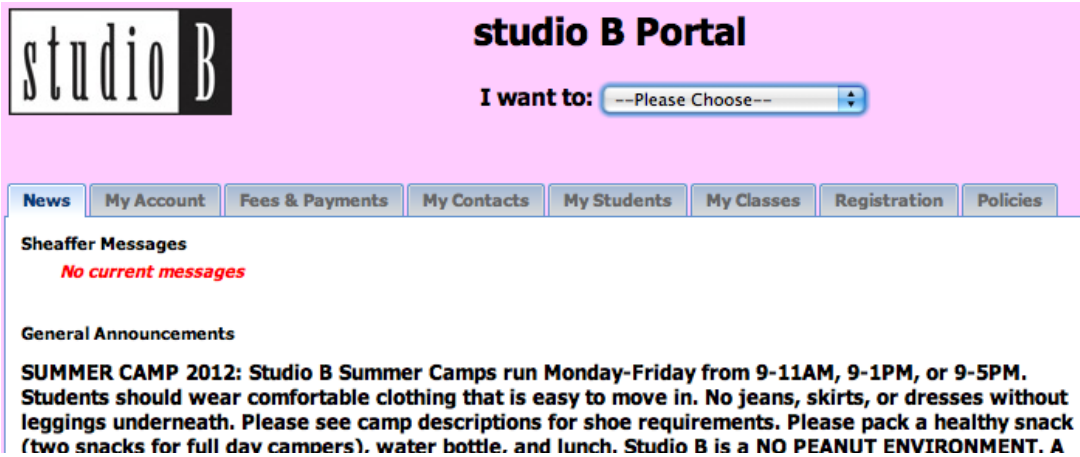 studio B
studio B Portal
I want to: --Please Choose--
News My Account Fees & Payments My Contacts My Students My Classes Registration Policies
Sheaffer Messages
No current messages
General Announcements
SUMMER CAMP 2012: Studio B Summer Camps run Monday-Friday from 9-11AM, 9-1PM, or 9-5PM.
Students should wear comfortable clothing that is easy to move in. No jeans, skirts, or dresses without
leggings underneath. Please see camp descriptions for shoe requirements. Please pack a healthy snack
(two snacks for full day campers), water bottle, and lunch. Studio B is a NO PEANUT ENVIRONMENT. A